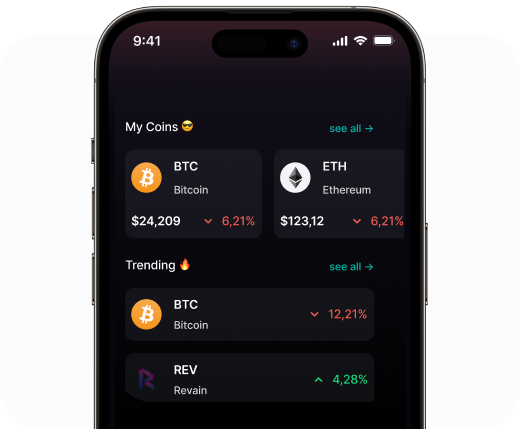 9:41
My Coins 😎 see all →
BTC ETH
Bitcoin Ethereum
$24,209 6,21% $123,12 6,21%
Trending 🔥 see all →
BTC
12,21%
Bitcoin
REV
4,28%
Revain